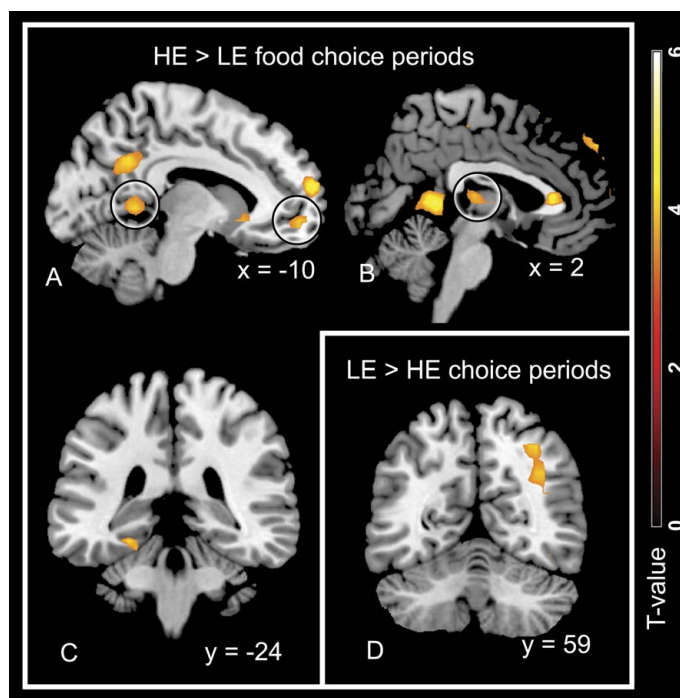 HE > LE food choice periods
A
x = -10
B
x = 2
LE > HE choice periods
C
y = -24
D
y = 59
6
4
2
0
T-value